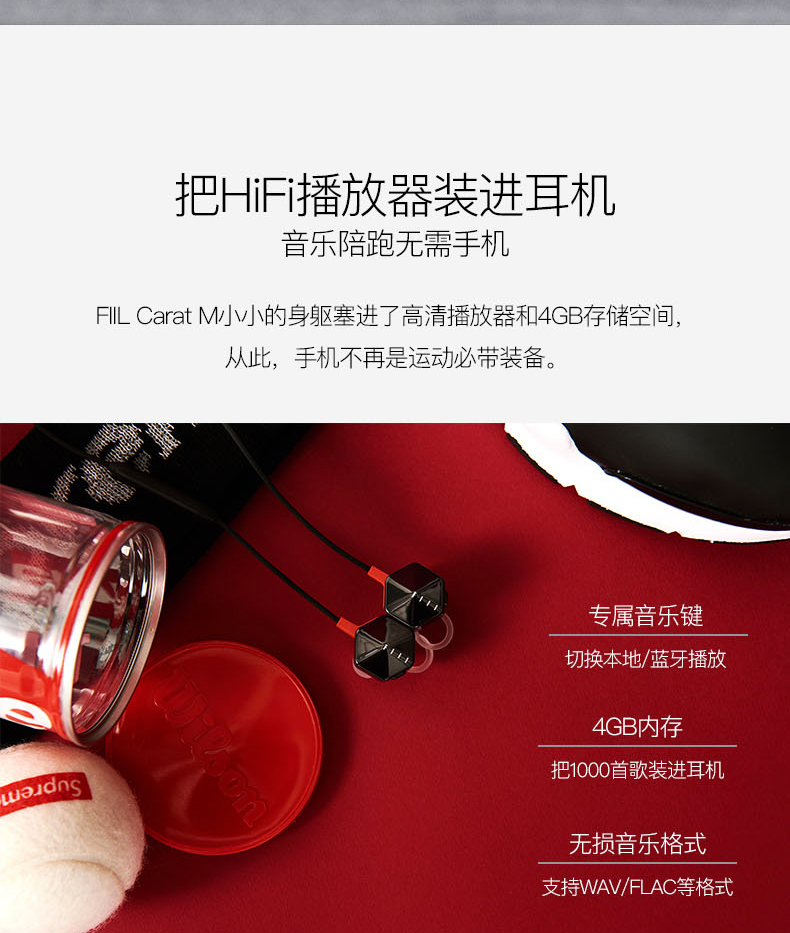 把HiFi播放器装进耳机
音乐陪跑无需手机
FIIL Carat M小小的身躯塞进了高清播放器和4GB存储空间，
从此，手机不再是运动必带装备。
专属音乐键
切换本地/蓝牙播放
4GB内存
把1000首歌装进耳机
无损音乐格式
支持WAV/FLAC等格式
Wilson
Supreme